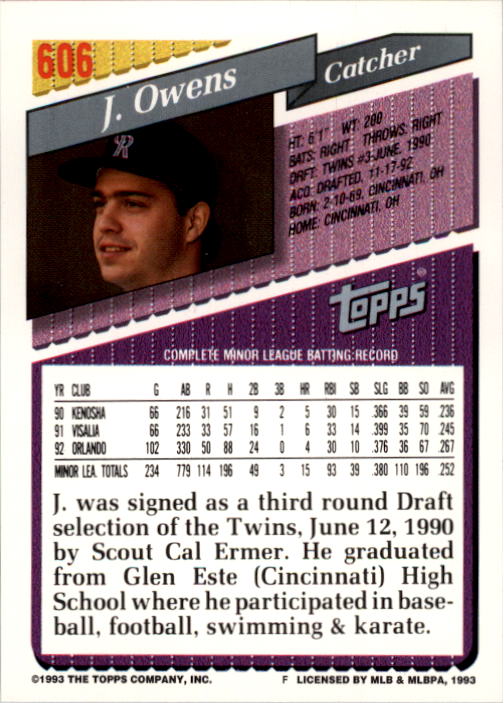 606
J. Owens
Catcher
HT: 6'1" WT: 200
BATS: RIGHT THROWS: RIGHT
DRFT: TWINS #3-JUNE, 1990
ACQ: DRAFTED, 11-17-92
BORN: 2-10-69, CINCINNATI, OH
HOME: CINCINNATI, OH
R
topps®
COMPLETE MINOR LEAGUE BATTING RECORD
YR CLUB G AB R H 2B 3B HR RBI SB SLG BB SO AVG
90 KENOSHA 66 216 31 51 9 2 5 30 15 .366 39 59 .236
91 VISALIA 66 233 33 57 16 1 6 33 14 .399 35 70 .245
92 ORLANDO 102 330 50 88 24 0 4 30 10 .376 36 67 .267
MINOR LEA. TOTALS 234 779 114 196 49 3 15 93 39 .380 110 196 .252
J. was signed as a third round Draft
selection of the Twins, June 12, 1990
by Scout Cal Ermer. He graduated
from Glen Este (Cincinnati) High
School where he participated in base-
ball, football, swimming & karate.
©1993 THE TOPPS COMPANY, INC. F LICENSED BY MLB & MLBPA, 1993